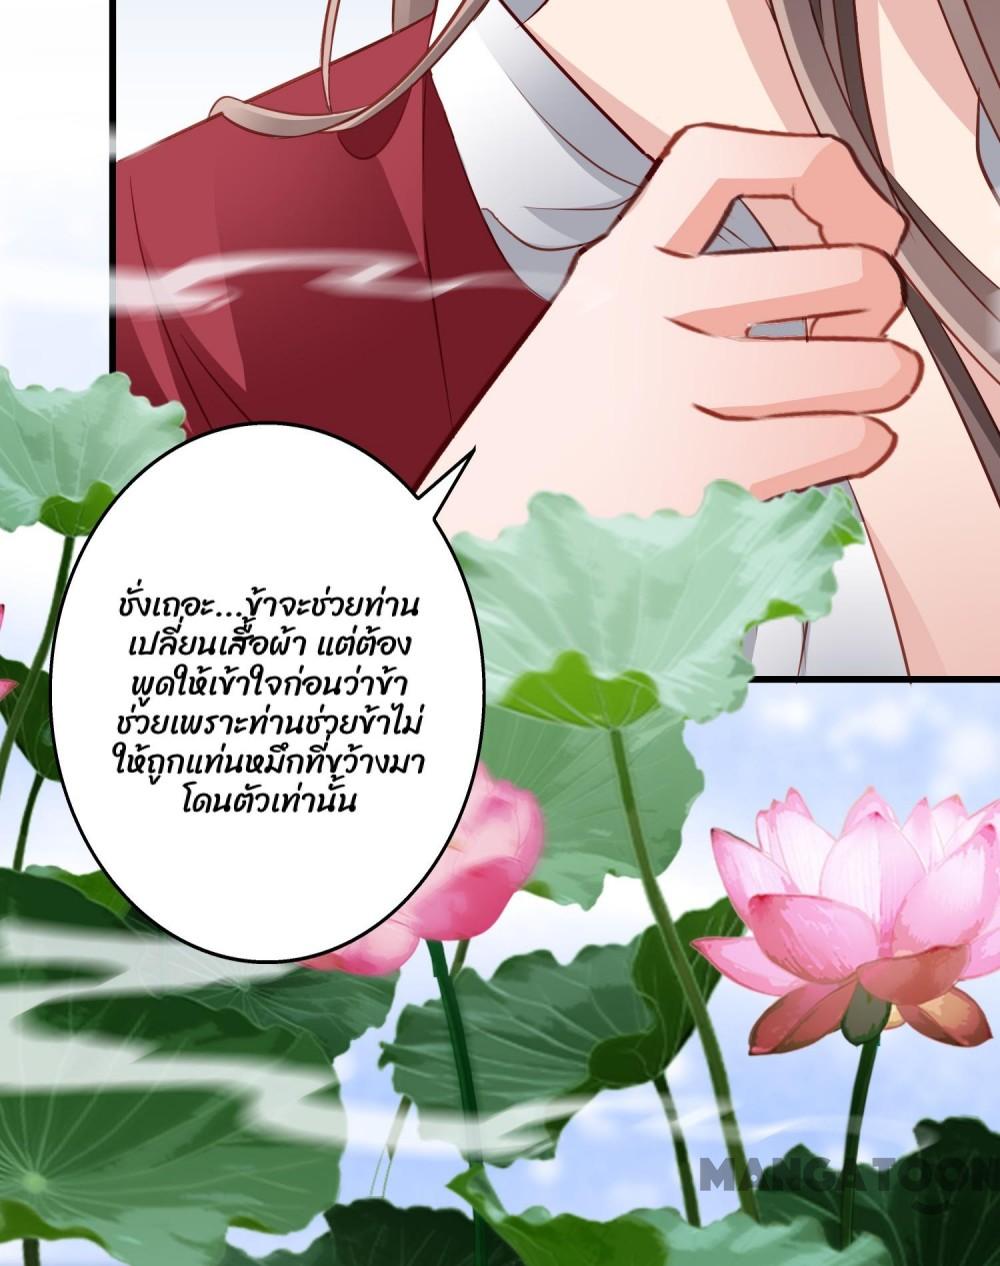 ชั่งเถอะ...ข้าจะช่วยท่าน
เปลี่ยนเสื้อผ้า แต่ต้อง
พูดให้เข้าใจก่อนว่าข้า
ช่วยเพราะท่านช่วยข้าไม่
ให้ถูกแท่นหมึกที่ขว้างมา
โดนตัวเท่านั้น
MANGATOON